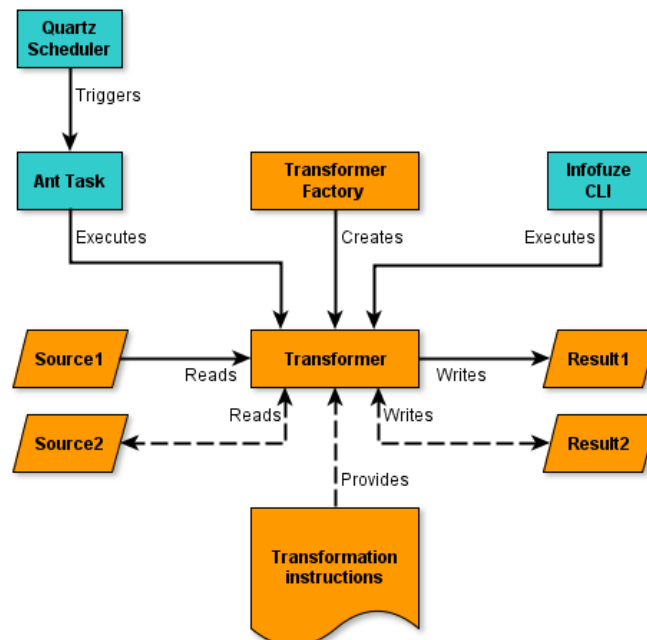 Quartz
Scheduler
Triggers
Ant Task
Transformer
Factory
Infofuze
CLI
Executes
Creates
Executes
Source1
Transformer
Result1
Reads
Writes
Source2
Reads
Writes
Result2
Provides
Transformation
instructions